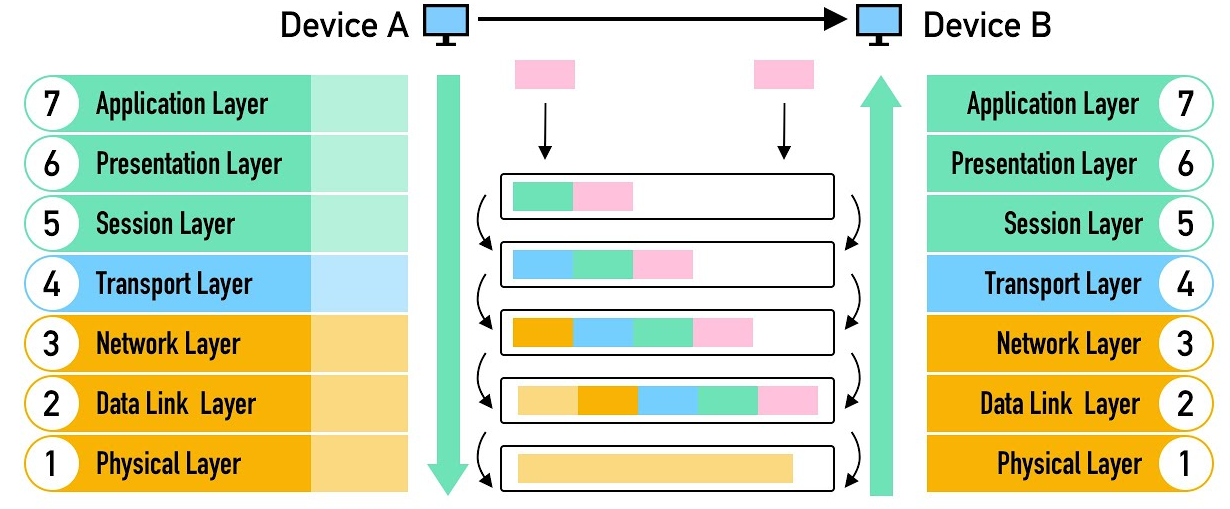 Device A
Device B
7 Application Layer
6 Presentation Layer
5 Session Layer
4 Transport Layer
3 Network Layer
2 Data Link Layer
1 Physical Layer
Application Layer 7
Presentation Layer 6
Session Layer 5
Transport Layer 4
Network Layer 3
Data Link Layer 2
Physical Layer 1